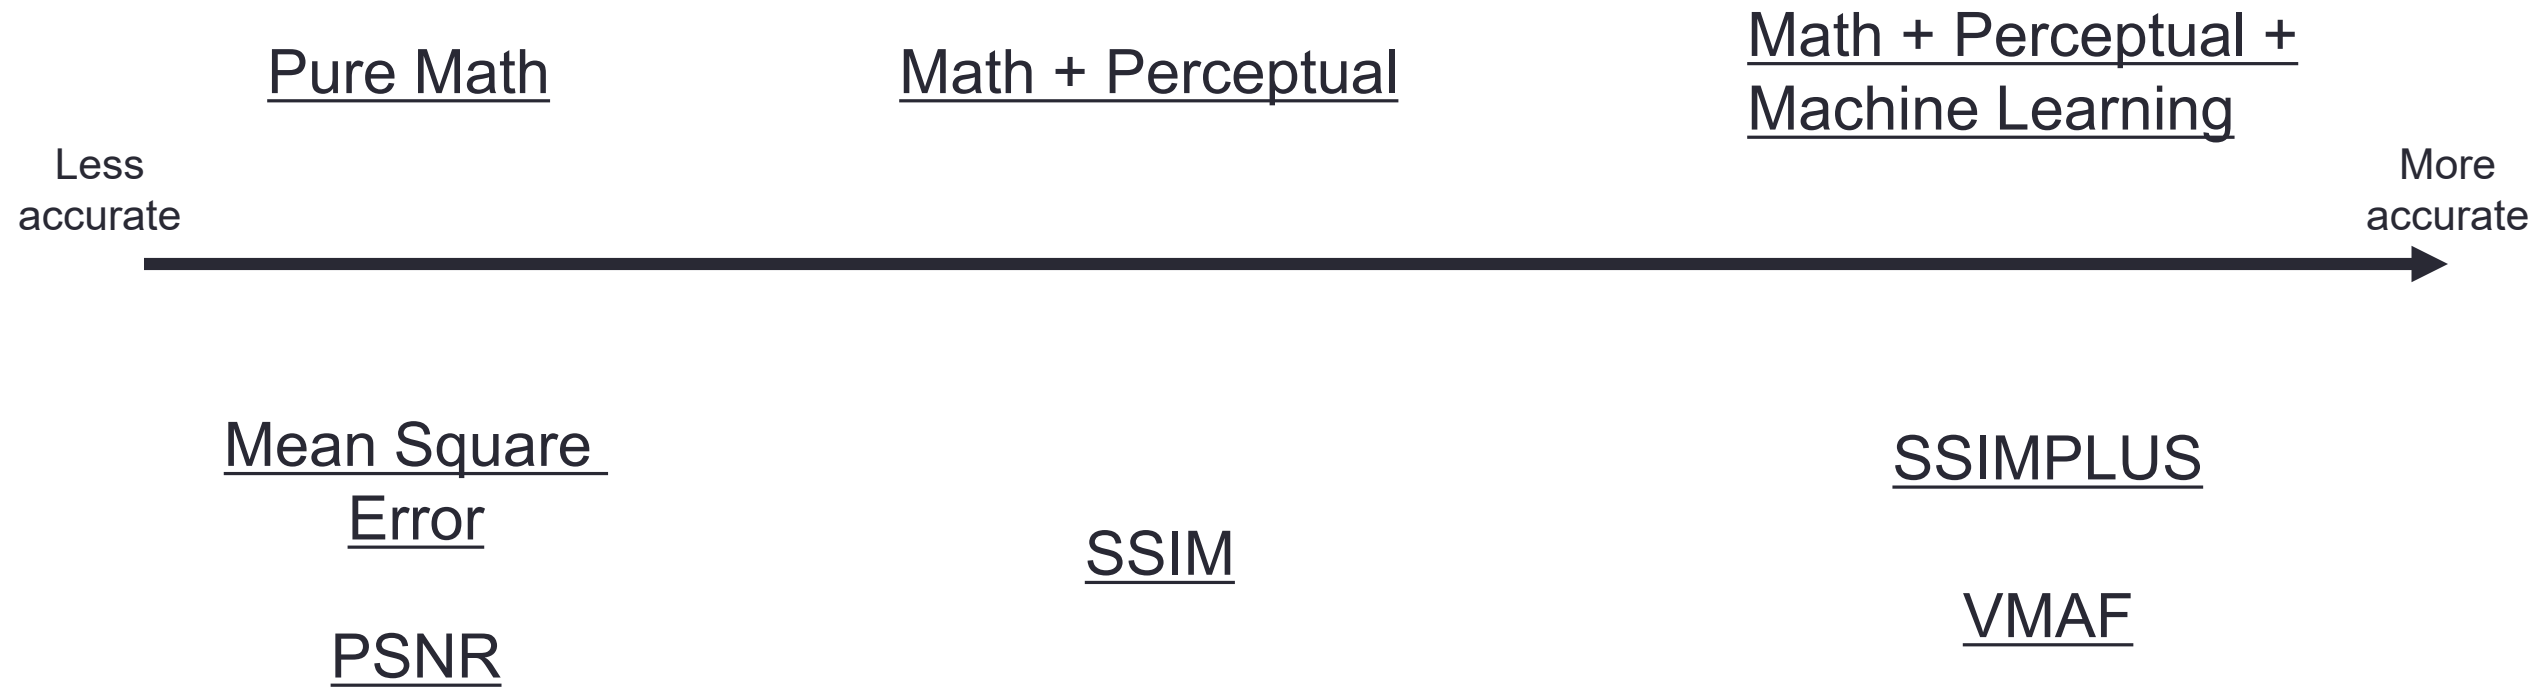 Pure Math
Math + Perceptual
Math + Perceptual +
Machine Learning
Less
accurate
More
accurate
Mean Square
Error
PSNR
SSIM
SSIMPLUS
VMAF